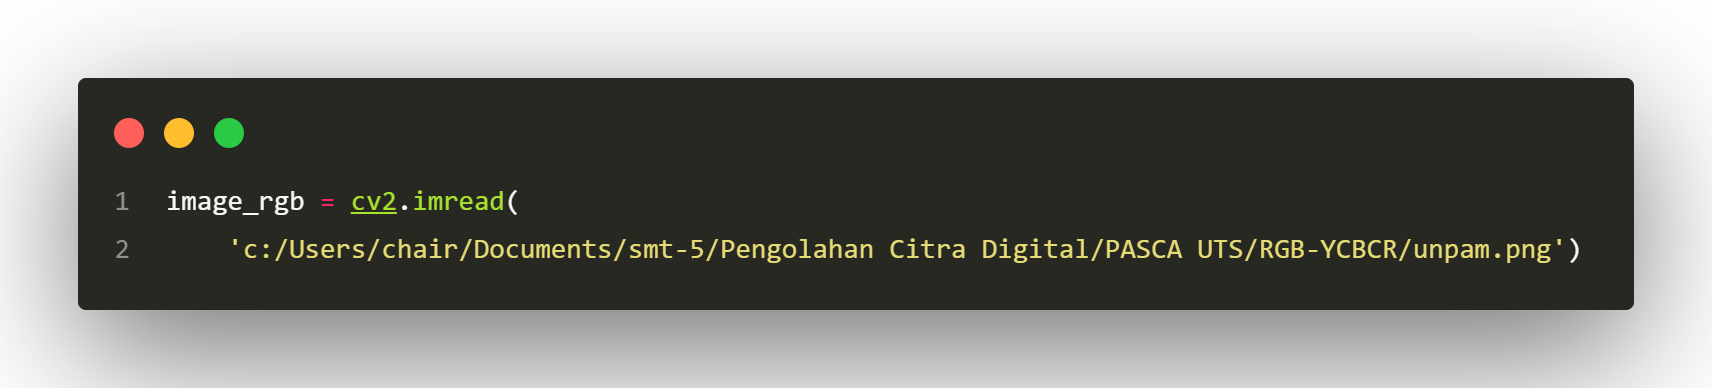 1 image_rgb = cv2.imread(
2     'c:/Users/chair/Documents/smt-5/Pengolahan Citra Digital/PASCA UTS/RGB-YCBCR/unpam.png')